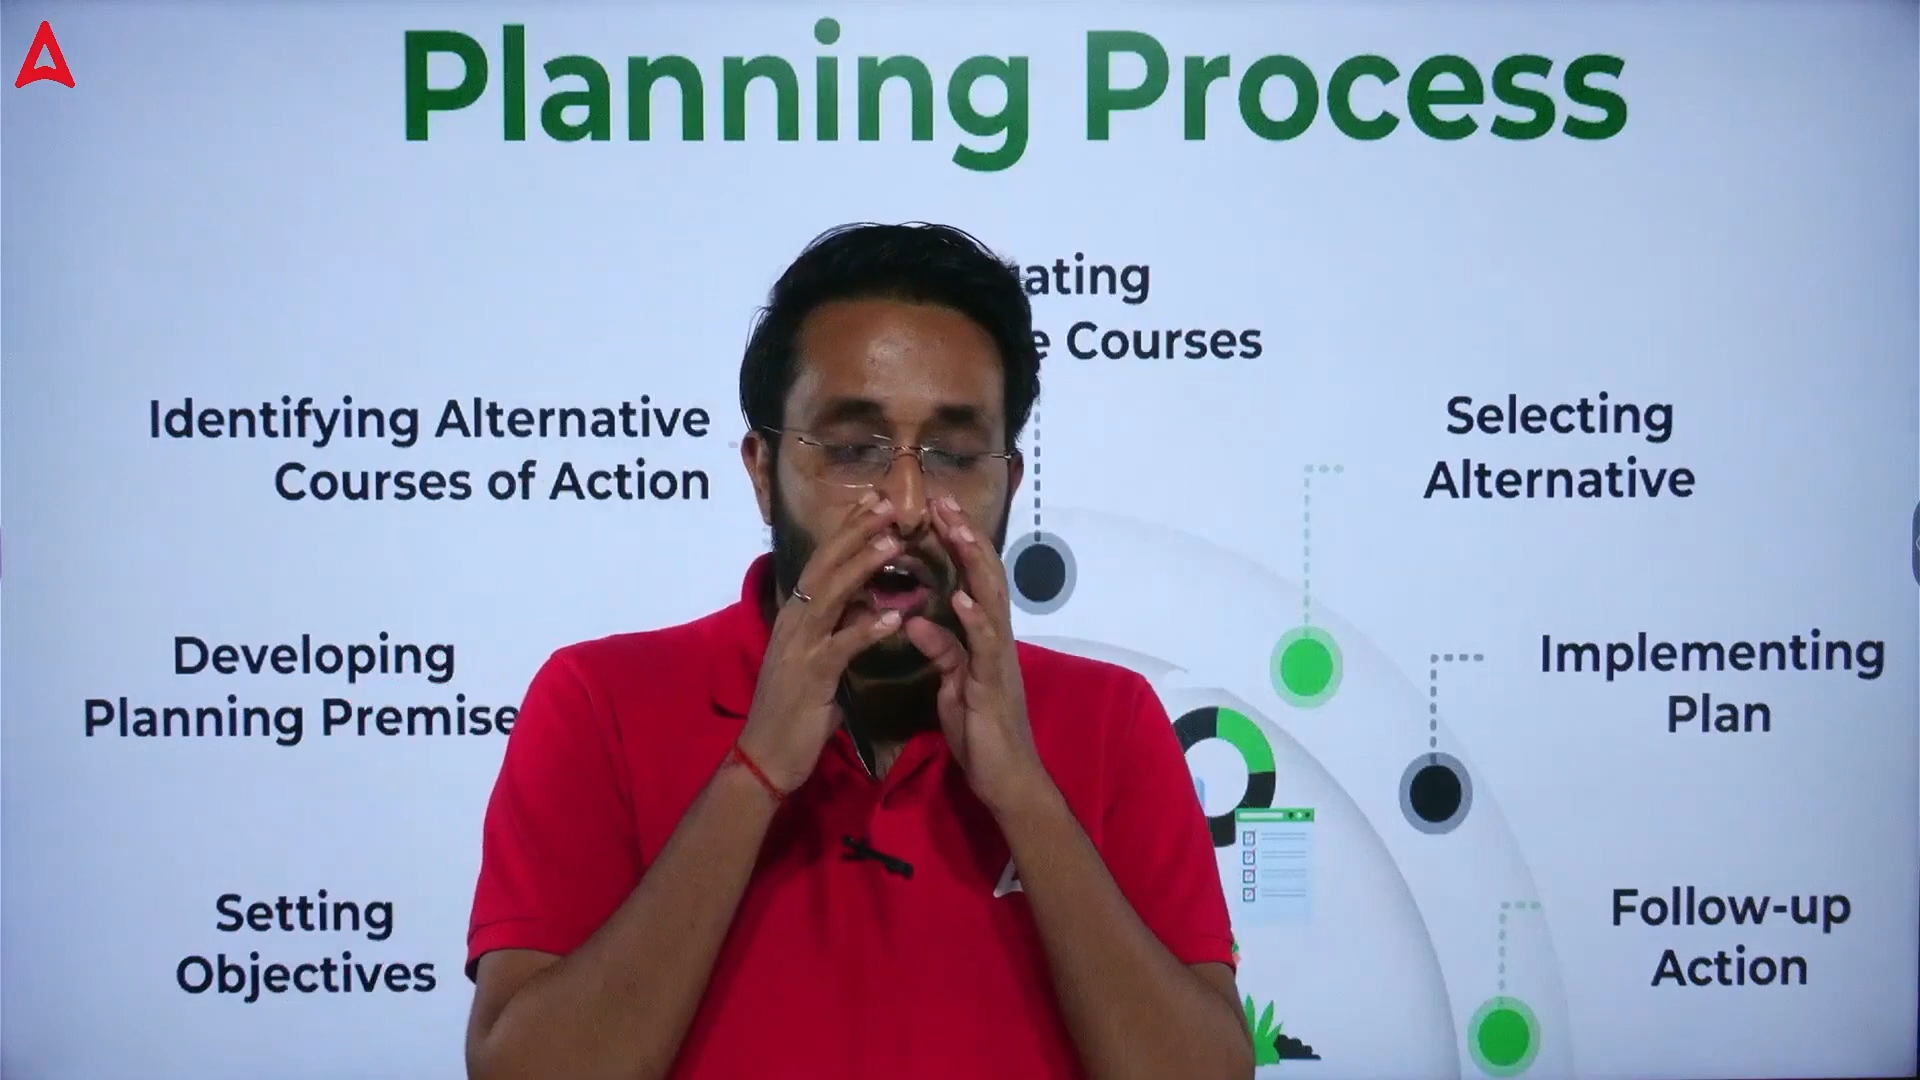 Planning Process
Courses
Identifying Alternative
Courses of Action
Selecting
Alternative
Developing
Planning Premise
Implementing
Plan
Setting
Objectives
Follow-up
Action